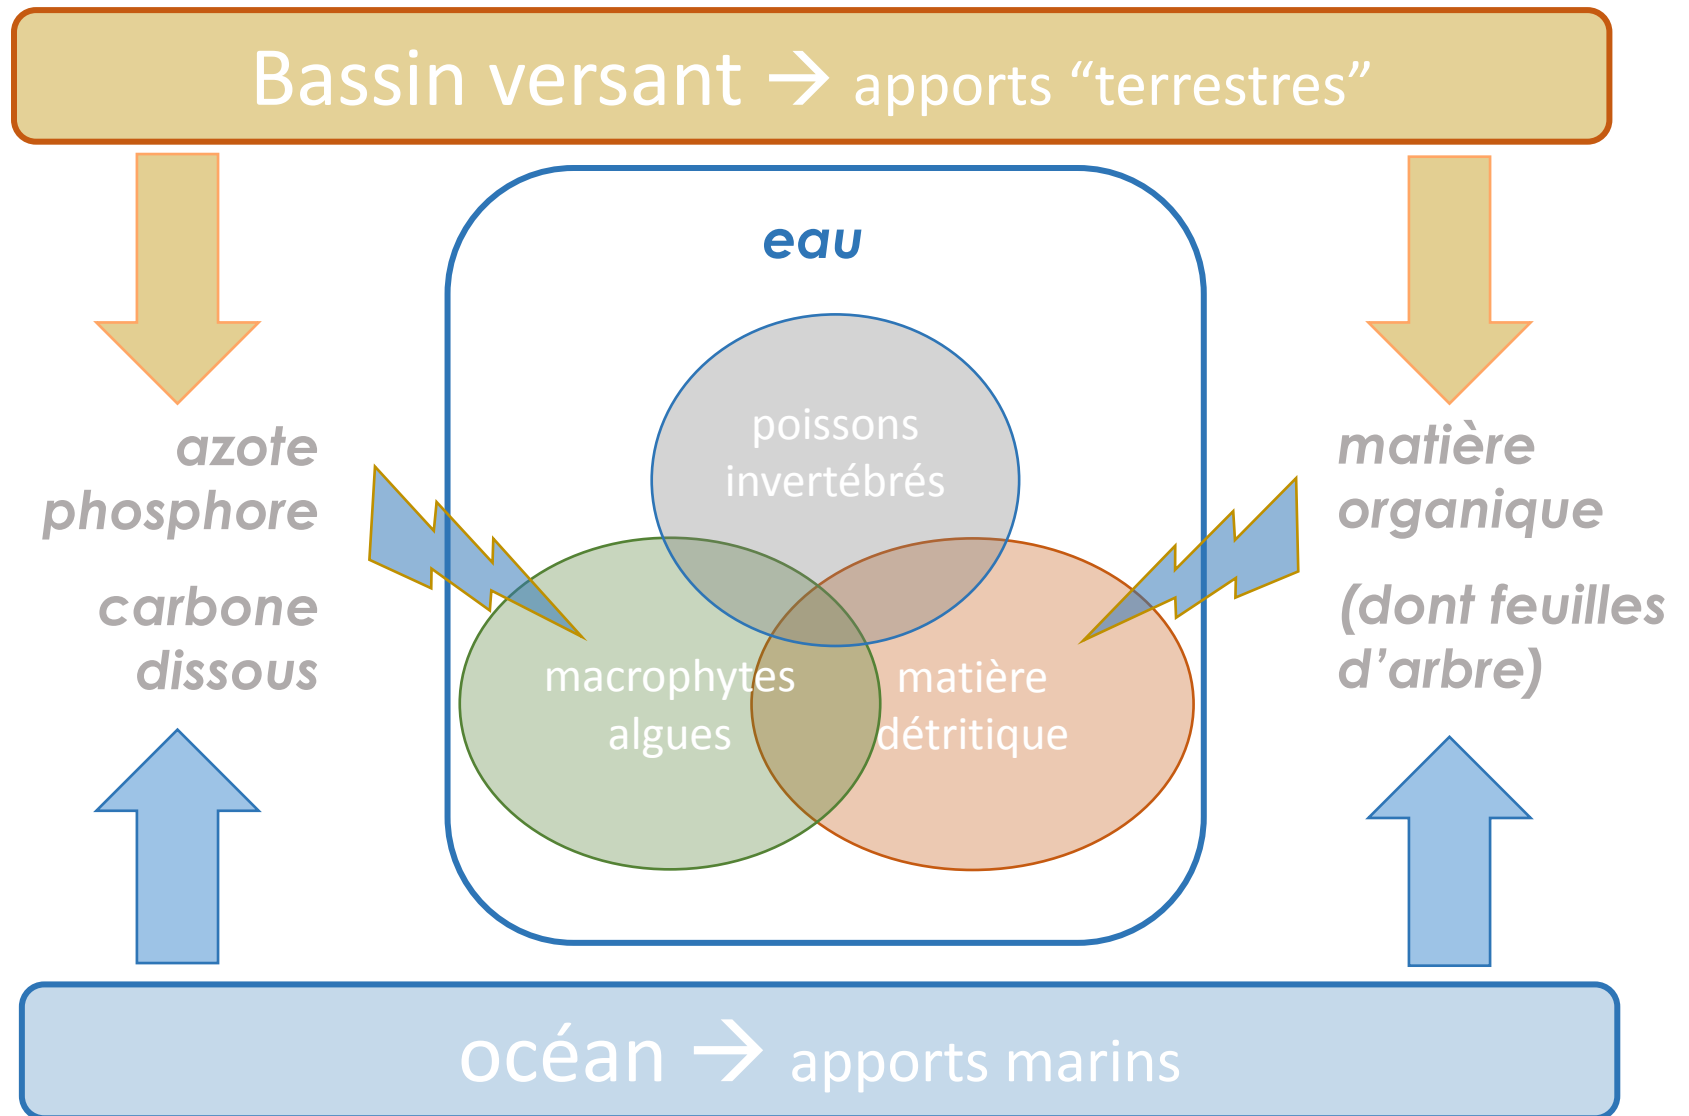 Bassin versant → apports “terrestres”
eau
poissons
invertébrés
azote
phosphore
carbone
dissous
matière
organique
(dont feuilles
d’arbre)
macrophytes
algues
matière
détritique
océan → apports marins